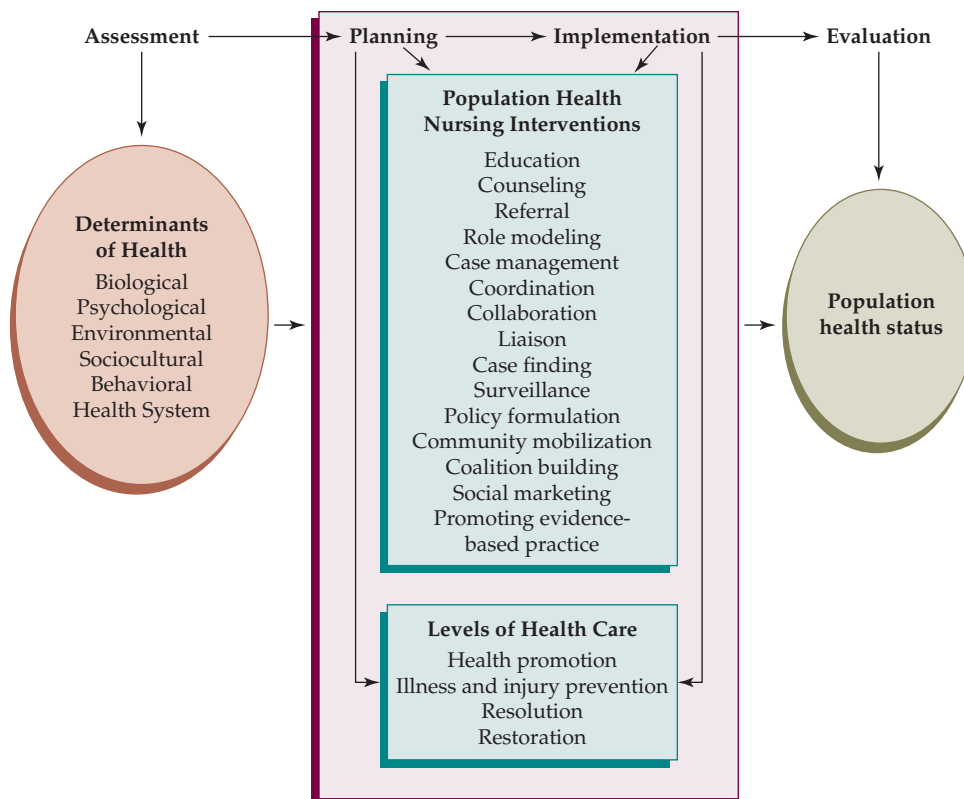 Assessment
Planning
Implementation
Evaluation
Determinants
of Health
Biological
Psychological
Environmental
Sociocultural
Behavioral
Health System
Population Health
Nursing Interventions
Education
Counseling
Referral
Role modeling
Case management
Coordination
Collaboration
Liaison
Case finding
Surveillance
Policy formulation
Community mobilization
Coalition building
Social marketing
Promoting evidence-
based practice
Levels of Health Care
Health promotion
Illness and injury prevention
Resolution
Restoration
Population
health status